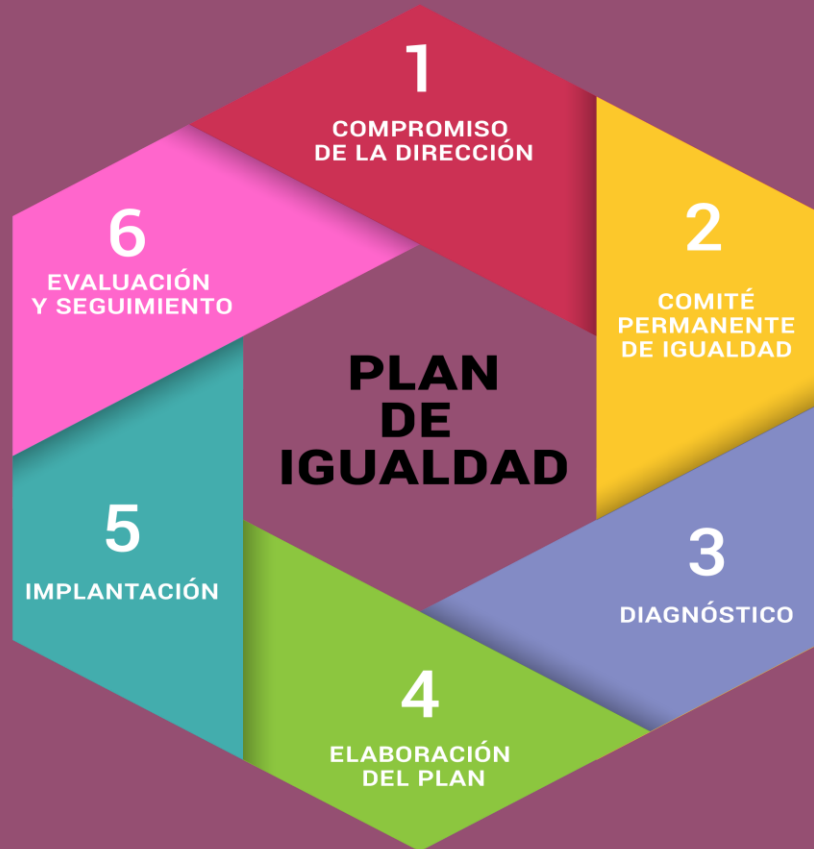 PLAN
DE
IGUALDAD
1
COMPROMISO
DE LA DIRECCIÓN
2
COMITÉ
PERMANENTE
DE IGUALDAD
3
DIAGNÓSTICO
4
ELABORACIÓN
DEL PLAN
5
IMPLANTACIÓN
6
EVALUACIÓN
Y SEGUIMIENTO